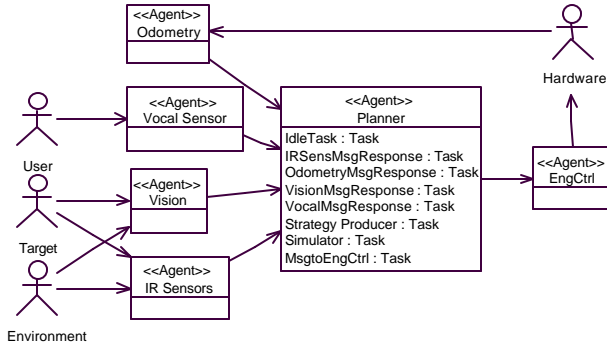 <<Agent>>
Odometry
Hardware
<<Agent>>
Vocal Sensor
User
<<Agent>>
Planner
IdleTask : Task
IRSensMsgResponse : Task
OdometryMsgResponse : Task
VisionMsgResponse : Task
VocalMsgResponse : Task
Strategy Producer : Task
Simulator : Task
MsgtoEngCtrl : Task
<<Agent>>
EngCtrl
<<Agent>>
Vision
Target
<<Agent>>
IR Sensors
Environment